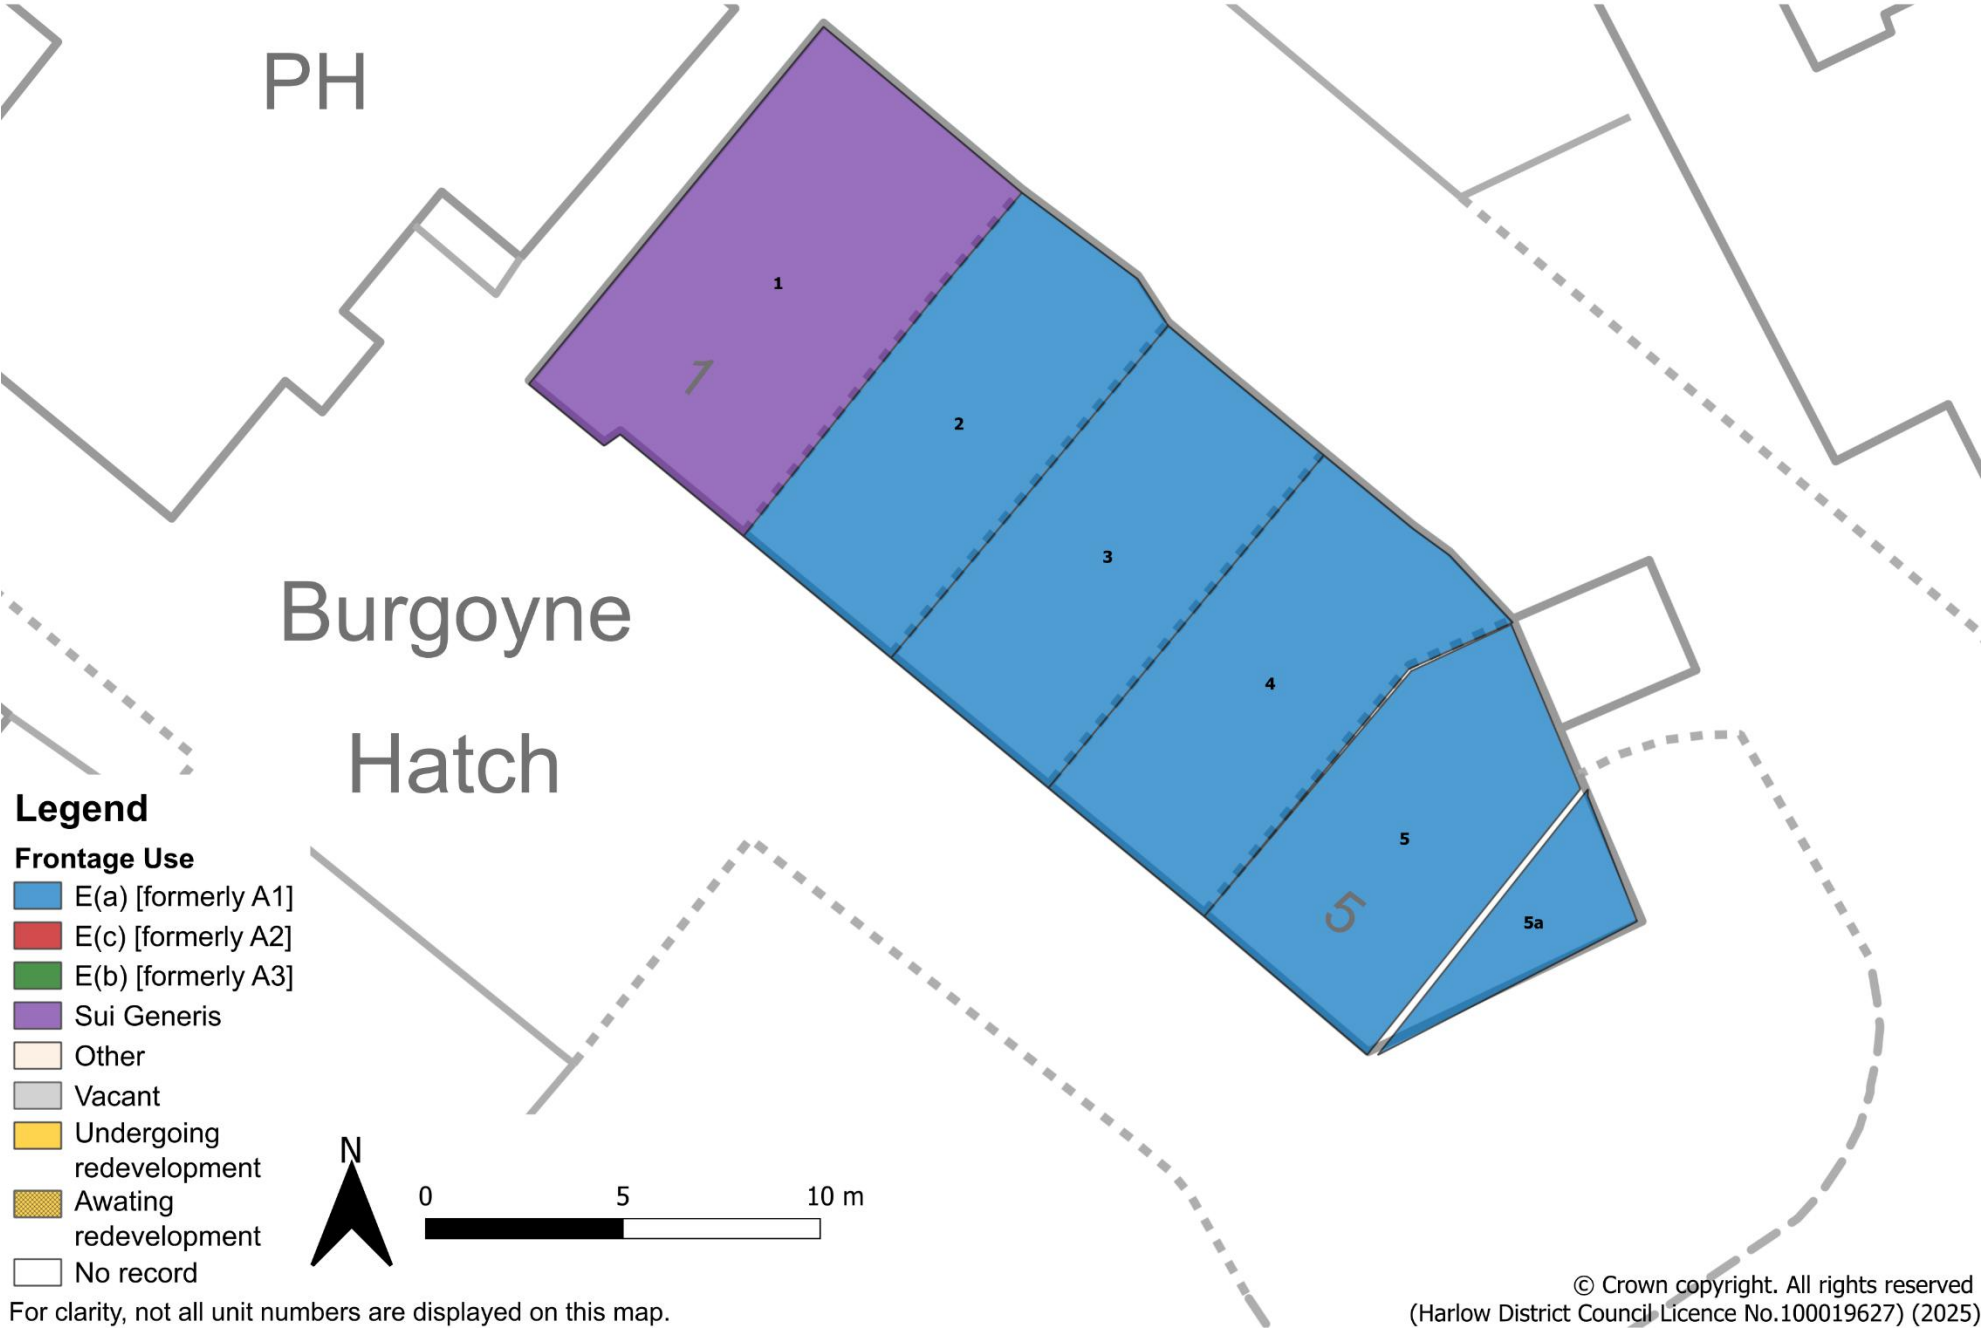 PH
1
1
2
3
4
5
5
5a
Burgoyne
Hatch
Legend
Frontage Use
E(a) [formerly A1]
E(c) [formerly A2]
E(b) [formerly A3]
Sui Generis
Other
Vacant
Undergoing
redevelopment
Awating
redevelopment
No record
N
0 5 10 m
For clarity, not all unit numbers are displayed on this map.
© Crown copyright. All rights reserved
(Harlow District Council Licence No.100019627) (2025)